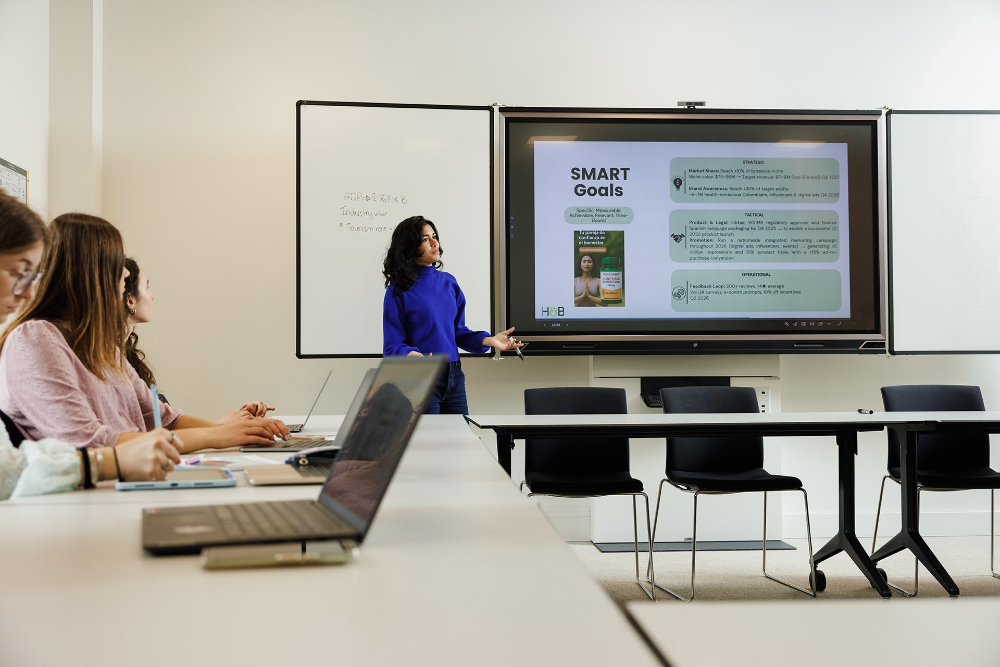 GDP⇒ $ 767.18 B
Industry value
↑ Tourism rate =
SMART
Goals
Specific, Measurable,
Achievable, Relevant, Time-
Bound
Tu pareja de
confianza en
el bienestar
CURCUMA
500 mg
H&B
STRATEGIC
Market Share: Reach ≥10% of botanical niche
Niche value: $75–95M → Target revenue: $7–9M (top-3 brand) Q4 2027
Brand Awareness: Reach ≥30% of target adults
~6–7M health-conscious Colombians; influencers & digital ads Q4 2026
TACTICAL
Product & Legal: Obtain INVIMA regulatory approval and finalise
Spanish-language packaging by Q4 2025 → to enable a successful Q1
2026 product launch
Promotion: Run a nationwide integrated marketing campaign
throughout 2026 (digital ads, influencers, events) → generating ≥5
million impressions and 50k product trials, with a ≥15% ad-to-
purchase conversion
OPERATIONAL
Feedback Loop: 200+ reviews, ≥4★ average
Via QR surveys, e-comm prompts, 10% off incentives
Q2 2026
19/28